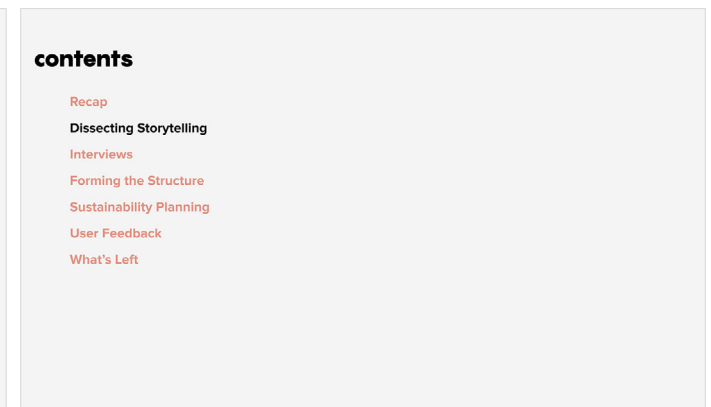 contents
Recap
Dissecting Storytelling
Interviews
Forming the Structure
Sustainability Planning
User Feedback
What's Left